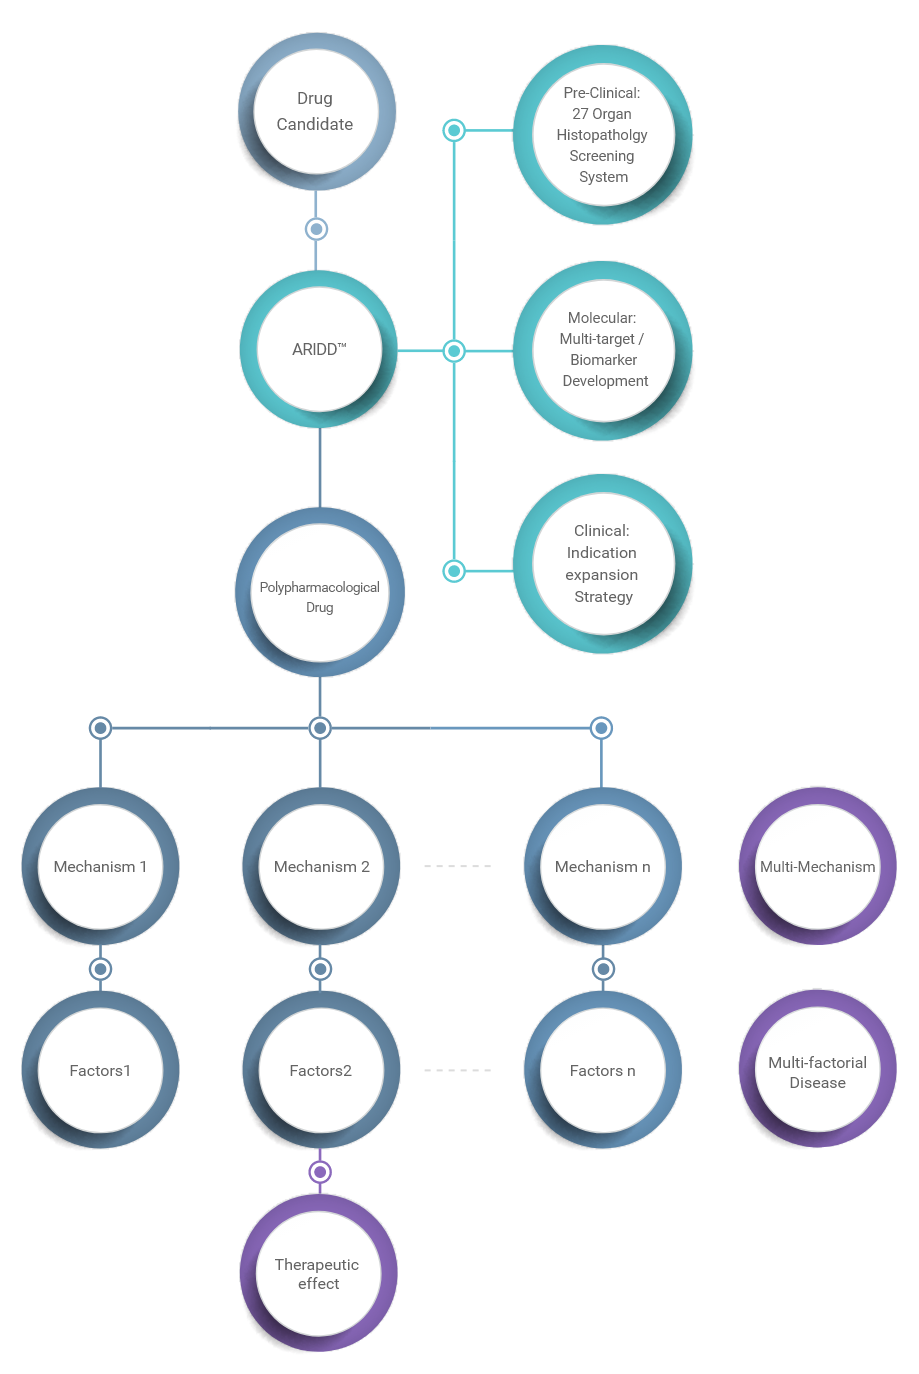 Drug
Candidate
Pre-Clinical:
27 Organ
Histopatholgy
Screening
System
ARIDD™
Molecular:
Multi-target /
Biomarker
Development
Clinical:
Indication
expansion
Strategy
Polypharmacological
Drug
Mechanism 1
Mechanism 2
Mechanism n
Multi-Mechanism
Factors1
Factors2
Factors n
Multi-factorial
Disease
Therapeutic
effect